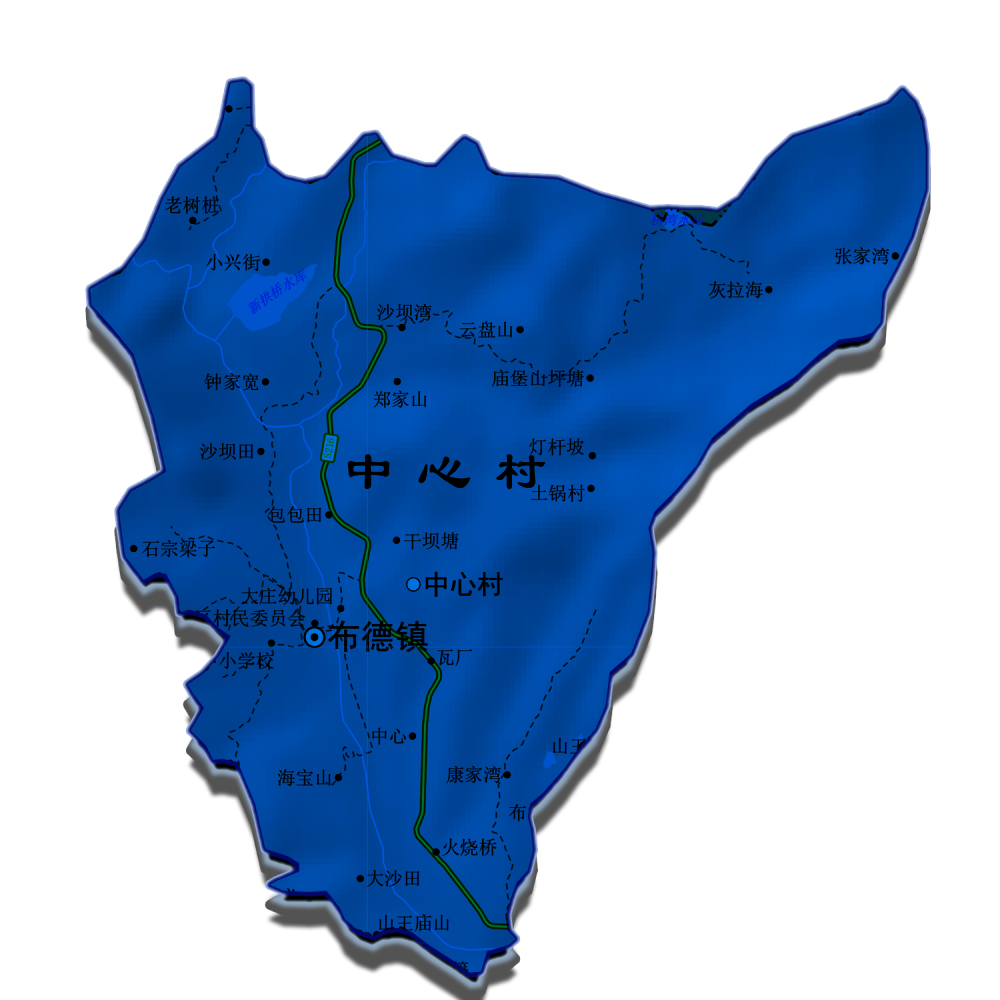 老树桩
张家湾
小兴街
新拱桥水库
灰拉海
沙坝湾
云盘山
庙堡山坪塘
钟家宽
郑家山
灯杆坡
沙坝田
中心村
土锅村
包包田
干坝塘
石宗梁子
中心村
大庄幼儿园
村民委员会
布德镇
小学校
瓦厂
中心
山王
海宝山
康家湾
布
火烧桥
大沙田
山王庙山